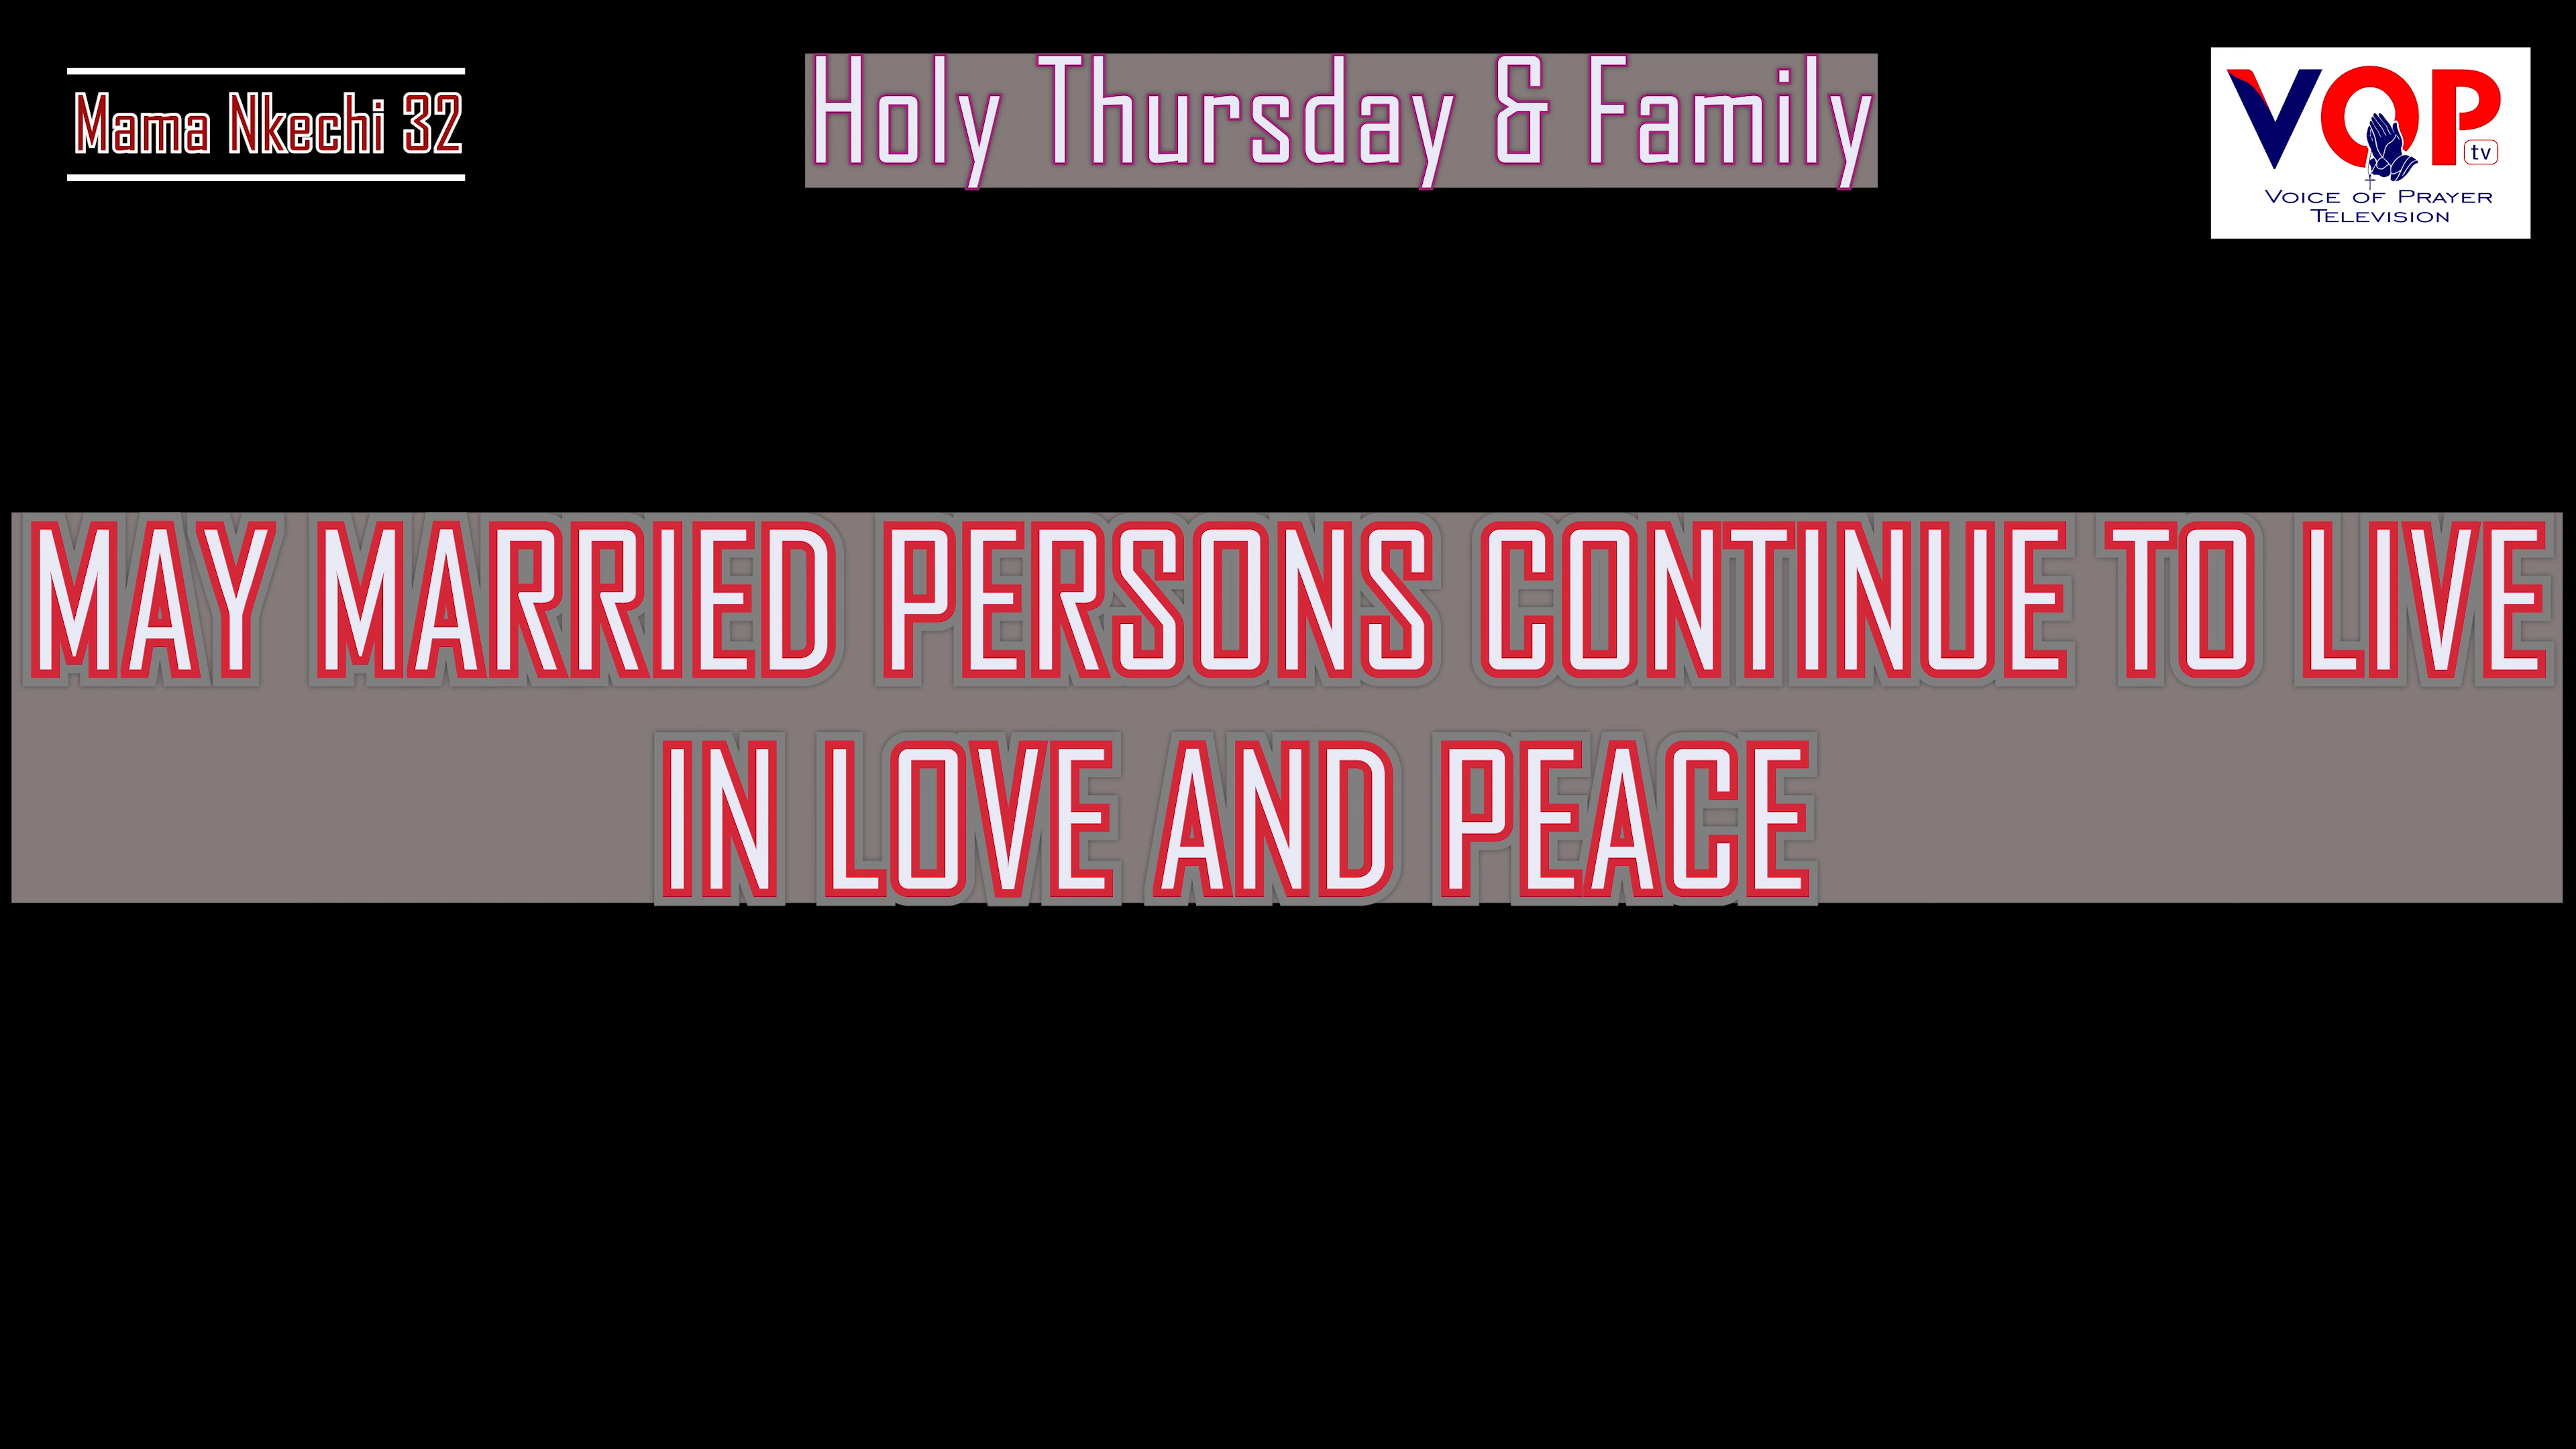 Mama Nkechi 32
Holy Thursday & Family
VOP
tv
VOICE OF PRAYER
TELEVISION
MAY MARRIED PERSONS CONTINUE TO LIVE
IN LOVE AND PEACE